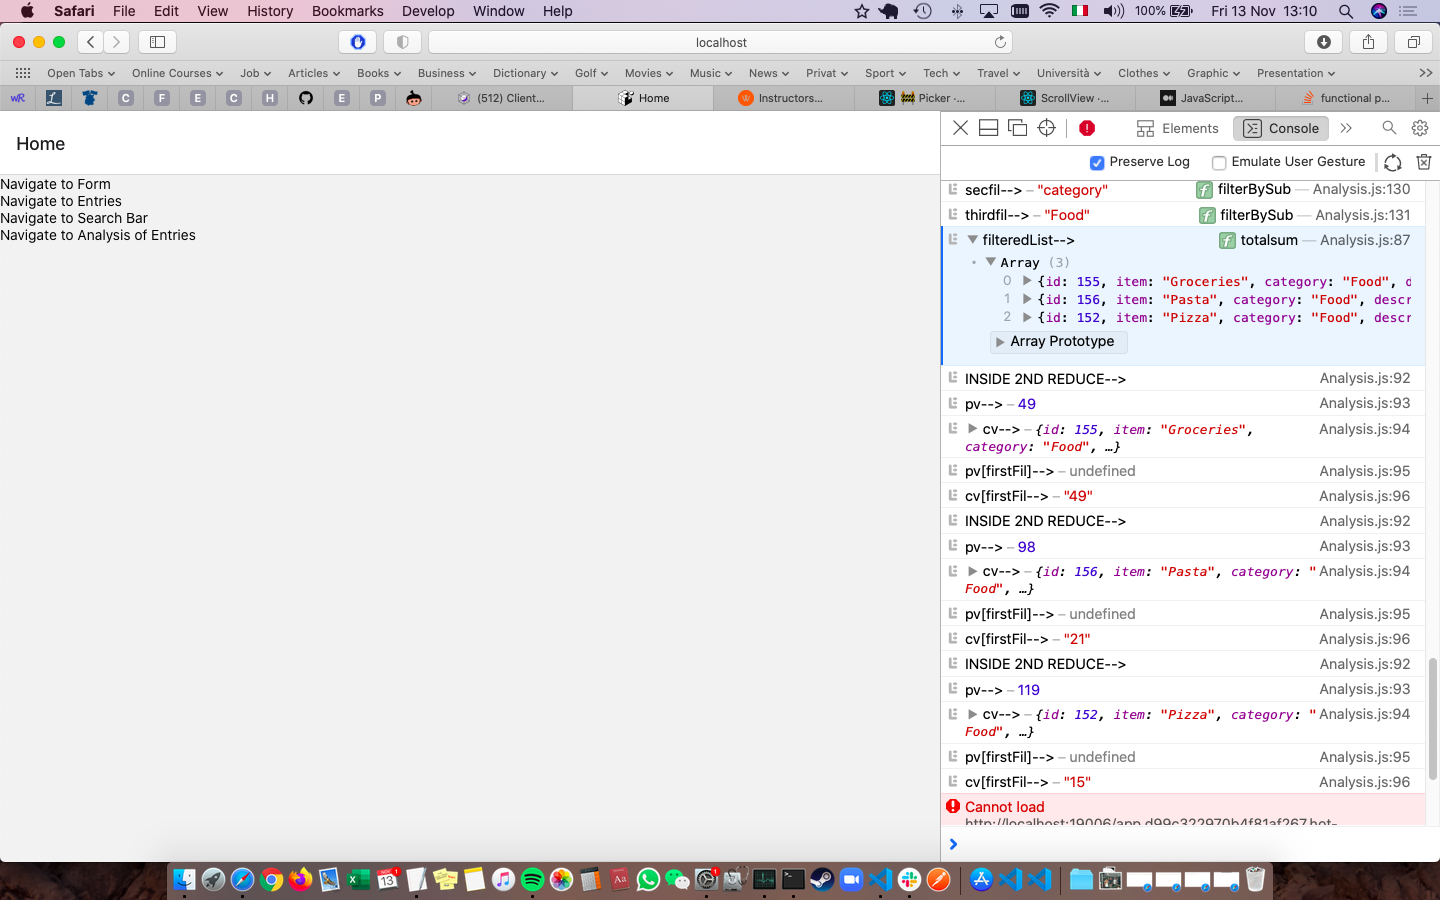 Safari File Edit View History Bookmarks Develop Window Help 100% Fri 13 Nov 13:10
localhost
Open Tabs Online Courses Job Articles Books Business Dictionary Golf Movies Music News Privat Sport Tech Travel Università Clothes Graphic Presentation
wR L C F E C H E P (512) Client... Home Instructors... Picker ·... ScrollView ·... JavaScript... functional p...
Home
Navigate to Form
Navigate to Entries
Navigate to Search Bar
Navigate to Analysis of Entries
Elements Console
Preserve Log Emulate User Gesture
secfil--> – "category" f filterBySub — Analysis.js:130
thirdfil--> – "Food" f filterBySub — Analysis.js:131
filteredList--> f totalsum — Analysis.js:87
Array (3)
0 {id: 155, item: "Groceries", category: "Food", d
1 {id: 156, item: "Pasta", category: "Food", descr
2 {id: 152, item: "Pizza", category: "Food", descr
Array Prototype
INSIDE 2ND REDUCE--> Analysis.js:92
pv--> – 49 Analysis.js:93
cv--> – {id: 155, item: "Groceries", Analysis.js:94
category: "Food", …}
pv[firstFil]--> – undefined Analysis.js:95
cv[firstFil--> – "49" Analysis.js:96
INSIDE 2ND REDUCE--> Analysis.js:92
pv--> – 98 Analysis.js:93
cv--> – {id: 156, item: "Pasta", category: " Analysis.js:94
Food", …}
pv[firstFil]--> – undefined Analysis.js:95
cv[firstFil--> – "21" Analysis.js:96
INSIDE 2ND REDUCE--> Analysis.js:92
pv--> – 119 Analysis.js:93
cv--> – {id: 152, item: "Pizza", category: " Analysis.js:94
Food", …}
pv[firstFil]--> – undefined Analysis.js:95
cv[firstFil--> – "15" Analysis.js:96
Cannot load
http://localhost:19006/app.d99c322970b4f81af267.hot-
NOV 13 1 Aa 1